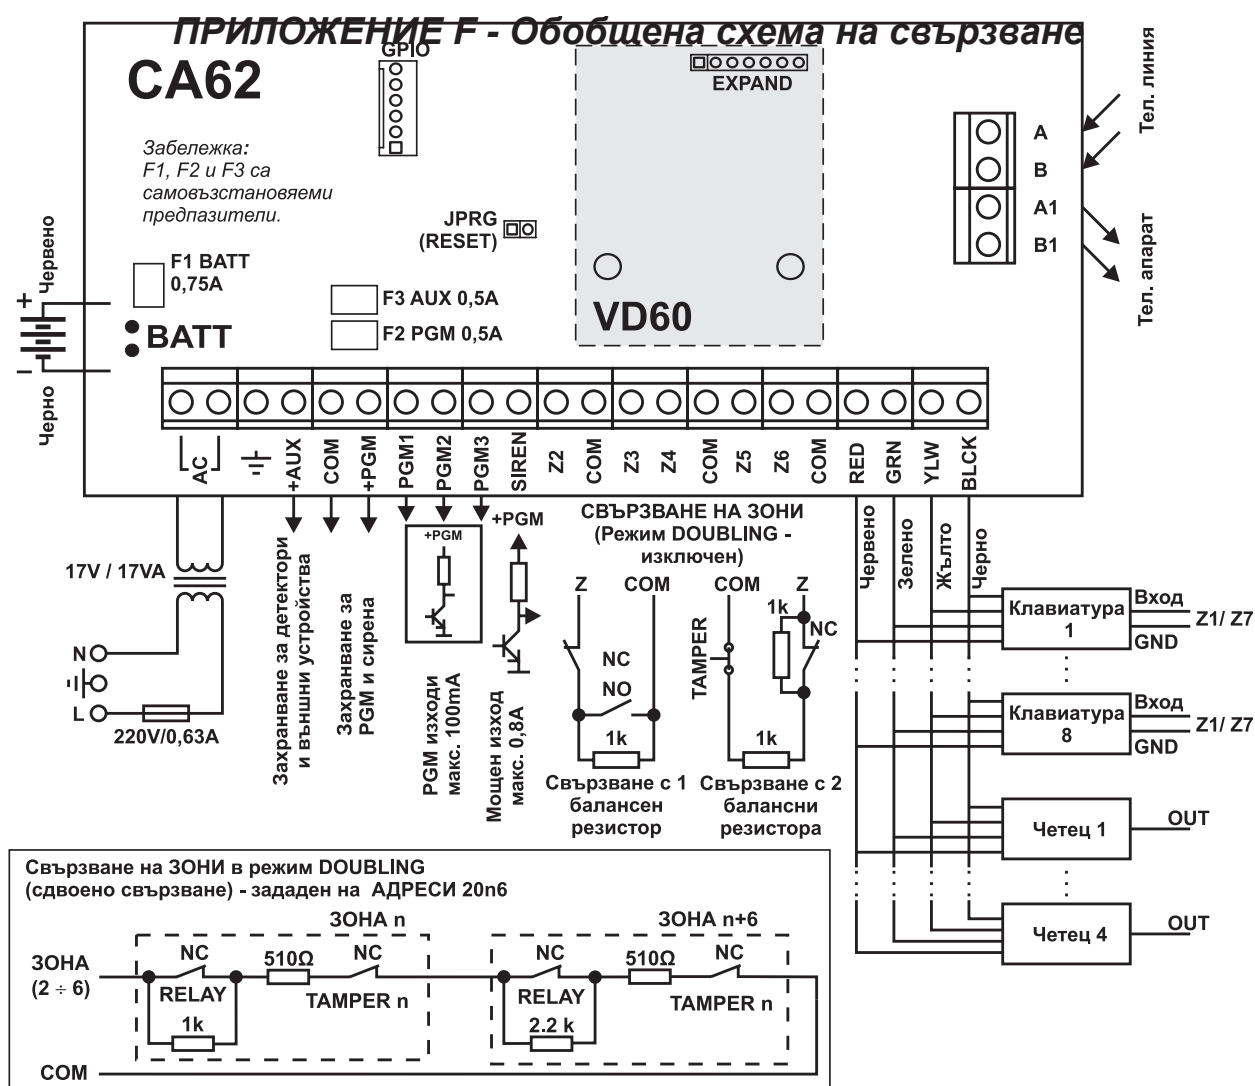 ПРИЛОЖЕНИЕ F - Обобщена схема на свързване
CA62
GPIO
EXPAND
Забележка:
F1, F2 и F3 са
самовъзстановяеми
предпазители.
JPRG
(RESET)
F1 BATT
0,75A
F3 AUX 0,5A
F2 PGM 0,5A
VD60
BATT
+
Червено
–
Черно
A
B
A1
B1
Тел. линия
Тел. апарат
AC
+AUX
COM
+PGM
PGM1
PGM2
PGM3
SIREN
Z2
COM
Z3
Z4
COM
Z5
Z6
COM
RED
GRN
YLW
BLCK
17V / 17VA
N
L
220V/0,63A
Захранване за детектори
и външни устройства
Захранване за
PGM и сирена
+PGM
PGM изходи
макс. 100mA
+PGM
Мощен изход
макс. 0,8A
СВЪРЗВАНЕ НА ЗОНИ
(Режим DOUBLING -
изключен)
Z
COM
NC
NO
1k
Свързване с 1
балансен
резистор
COM
Z
TAMPER
1k
NC
1k
Свързване с 2
балансни
резистора
Червено
Зелено
Жълто
Черно
Клавиатура
1
Вход
Z1/ Z7
GND
Клавиатура
8
Вход
Z1/ Z7
GND
Четец 1
OUT
Четец 4
OUT
Свързване на ЗОНИ в режим DOUBLING
(сдвоено свързване) - зададен на АДРЕСИ 20n6
ЗОНА n
ЗОНА n+6
ЗОНА
(2 ÷ 6)
NC
510Ω
NC
RELAY
TAMPER n
1k
NC
510Ω
NC
RELAY
TAMPER n
2.2 k
COM